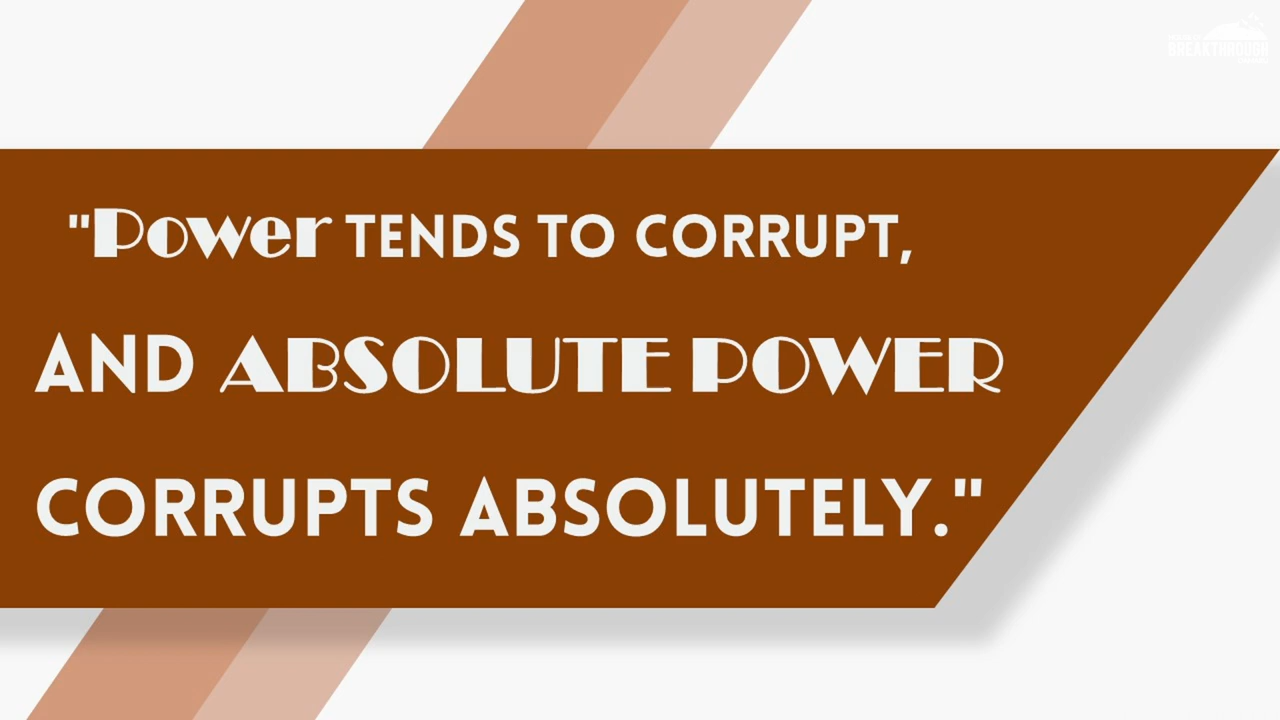 BREAKTHROUGH
"Power TENDS TO CORRUPT,
AND ABSOLUTE POWER
CORRUPTS ABSOLUTELY."